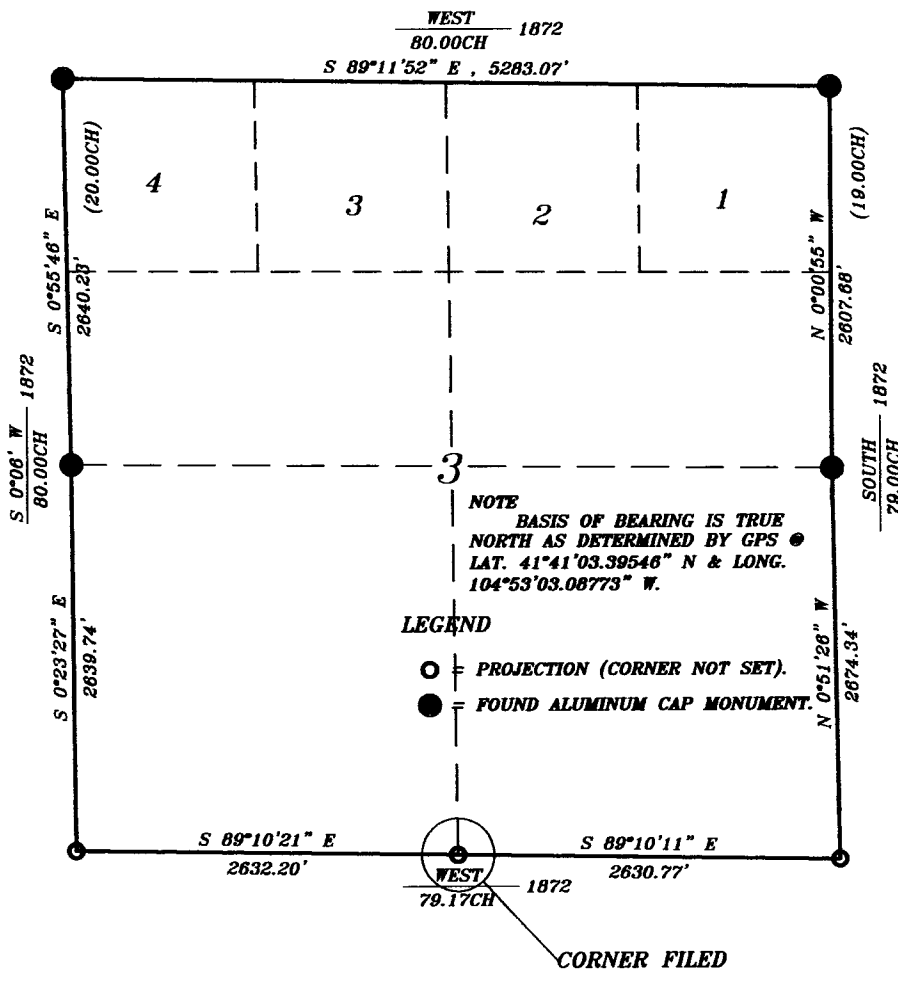 WEST 1872
80.00CH
S 89°11'52" E , 5283.07'
(20.00CH)
4
3
2
1
(19.00CH)
S 0°55'46" E
2640.23'
N 0°00'55" W
2607.68'
S 0°06' W 1872
80.00CH
SOUTH 1872
79.00CH
3
NOTE
BASIS OF BEARING IS TRUE
NORTH AS DETERMINED BY GPS @
LAT. 41°41'03.39546" N & LONG.
104°53'03.08773" W.
LEGEND
= PROJECTION (CORNER NOT SET).
= FOUND ALUMINUM CAP MONUMENT.
S 0°23'27" E
2639.74'
N 0°51'26" W
2674.34'
S 89°10'21" E
2632.20'
S 89°10'11" E
2630.77'
WEST 1872
79.17CH
CORNER FILED